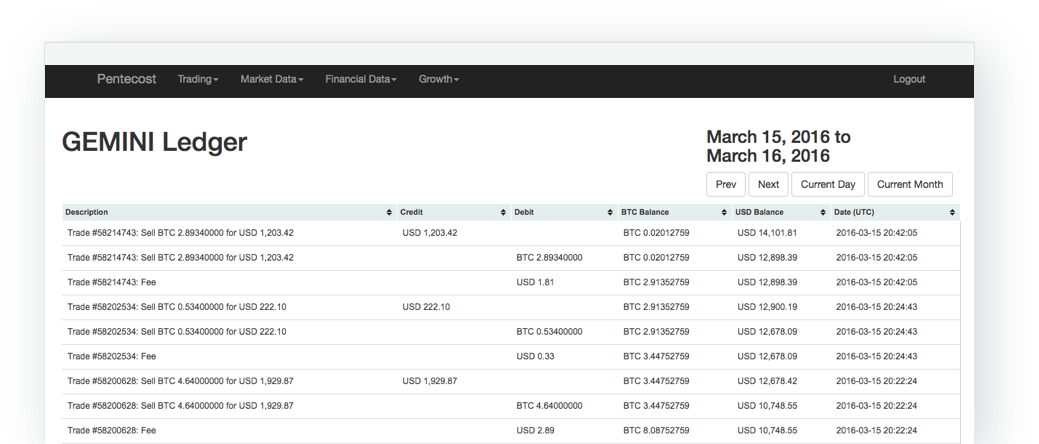 Pentecost Trading Market Data Financial Data Growth Logout
GEMINI Ledger
March 15, 2016 to
March 16, 2016
Prev Next Current Day Current Month
Description Credit Debit BTC Balance USD Balance Date (UTC)
Trade #58214743: Sell BTC 2.89340000 for USD 1,203.42 USD 1,203.42 BTC 0.02012759 USD 14,101.81 2016-03-15 20:42:05
Trade #58214743: Sell BTC 2.89340000 for USD 1,203.42 BTC 2.89340000 BTC 0.02012759 USD 12,898.39 2016-03-15 20:42:05
Trade #58214743: Fee USD 1.81 BTC 2.91352759 USD 12,898.39 2016-03-15 20:42:05
Trade #58202534: Sell BTC 0.53400000 for USD 222.10 USD 222.10 BTC 2.91352759 USD 12,900.19 2016-03-15 20:24:43
Trade #58202534: Sell BTC 0.53400000 for USD 222.10 BTC 0.53400000 BTC 2.91352759 USD 12,678.09 2016-03-15 20:24:43
Trade #58202534: Fee USD 0.33 BTC 3.44752759 USD 12,678.09 2016-03-15 20:24:43
Trade #58200628: Sell BTC 4.64000000 for USD 1,929.87 USD 1,929.87 BTC 3.44752759 USD 12,678.42 2016-03-15 20:22:24
Trade #58200628: Sell BTC 4.64000000 for USD 1,929.87 BTC 4.64000000 BTC 3.44752759 USD 10,748.55 2016-03-15 20:22:24
Trade #58200628: Fee USD 2.89 BTC 8.08752759 USD 10,748.55 2016-03-15 20:22:24